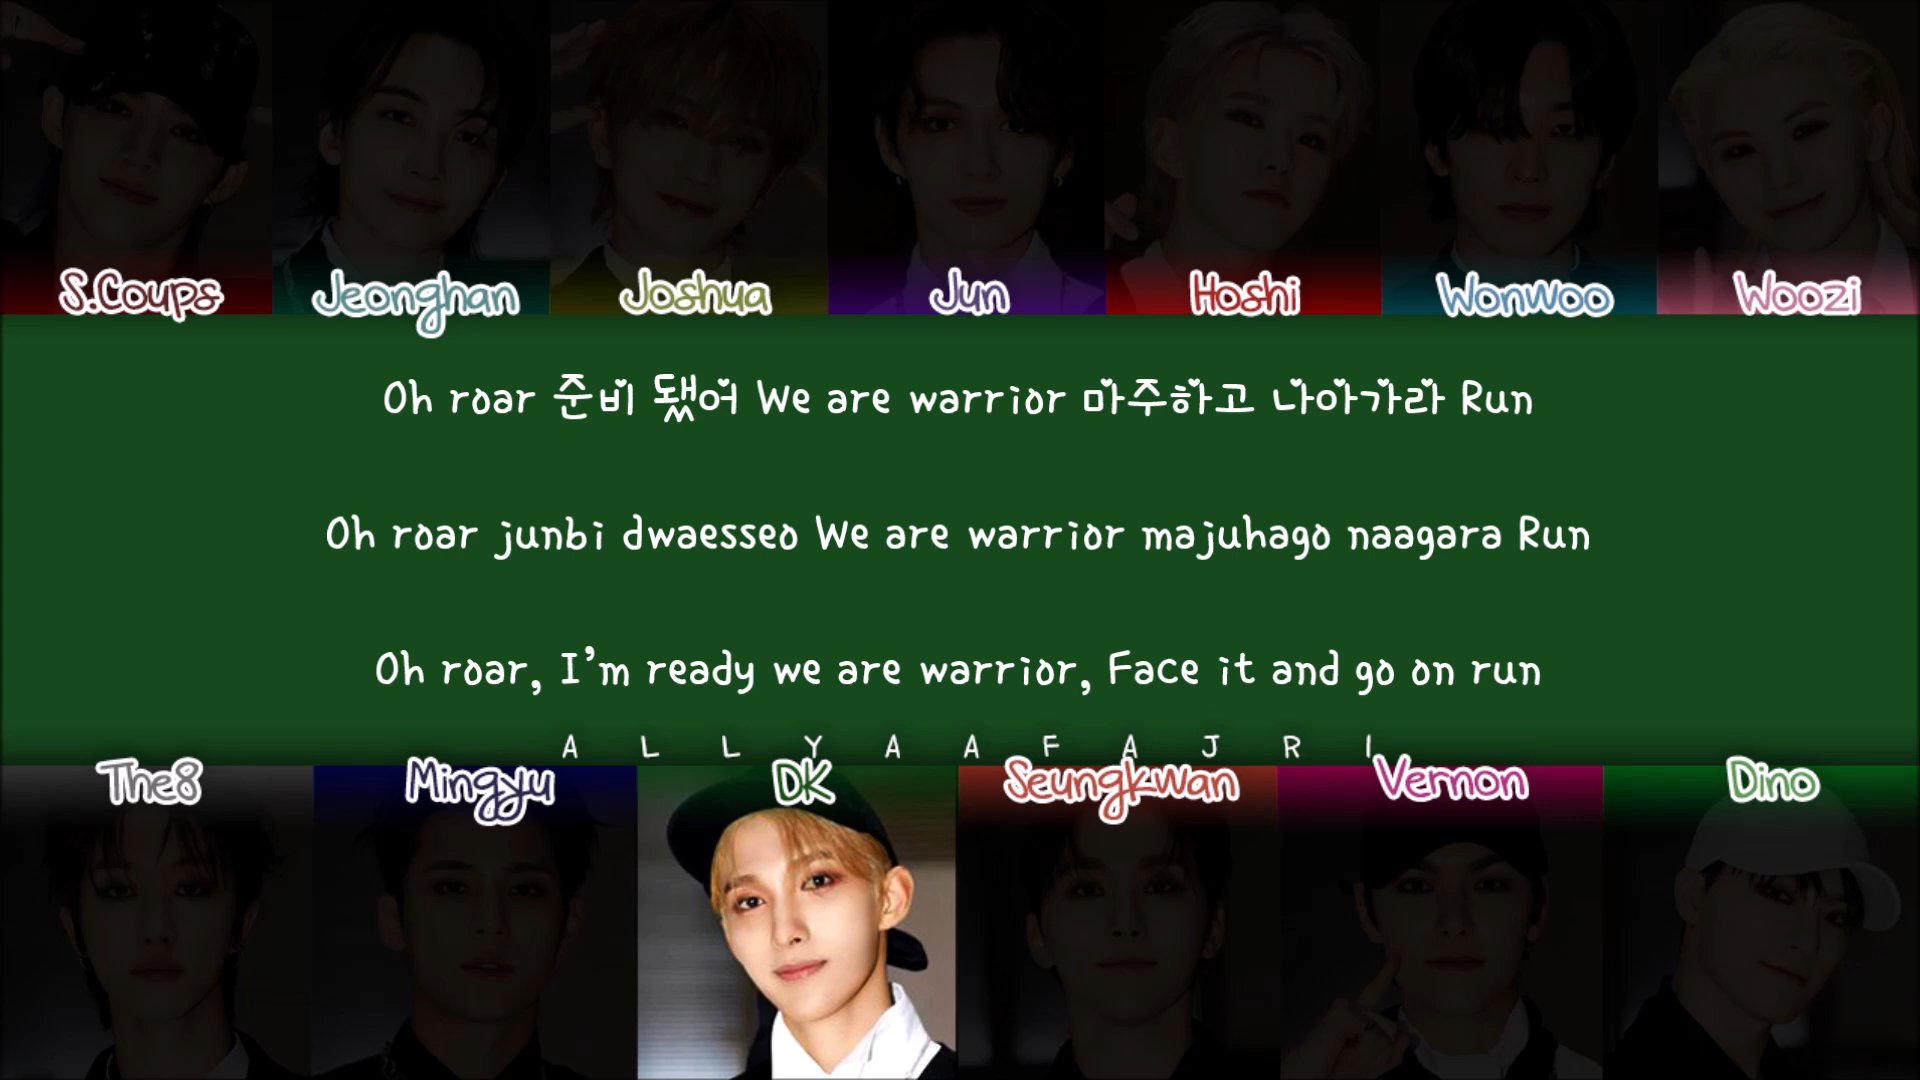 S.Coups Jeonghan Joshua Jun Hoshi Wonwoo Woozi
Oh roar 준비 됐어 We are warrior 마주하고 나아가라 Run
Oh roar junbi dwaesseo We are warrior majuhago naagara Run
Oh roar, I'm ready we are warrior, Face it and go on run
A L L Y A A F A J R I
The8 Mingyu DK Seungkwan Vernon Dino